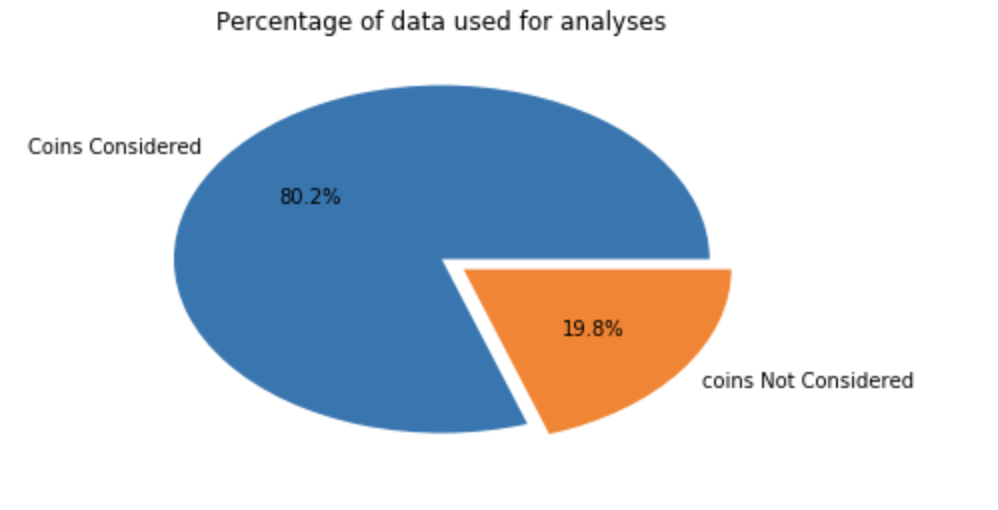 Percentage of data used for analyses
Coins Considered
80.2%
19.8%
coins Not Considered